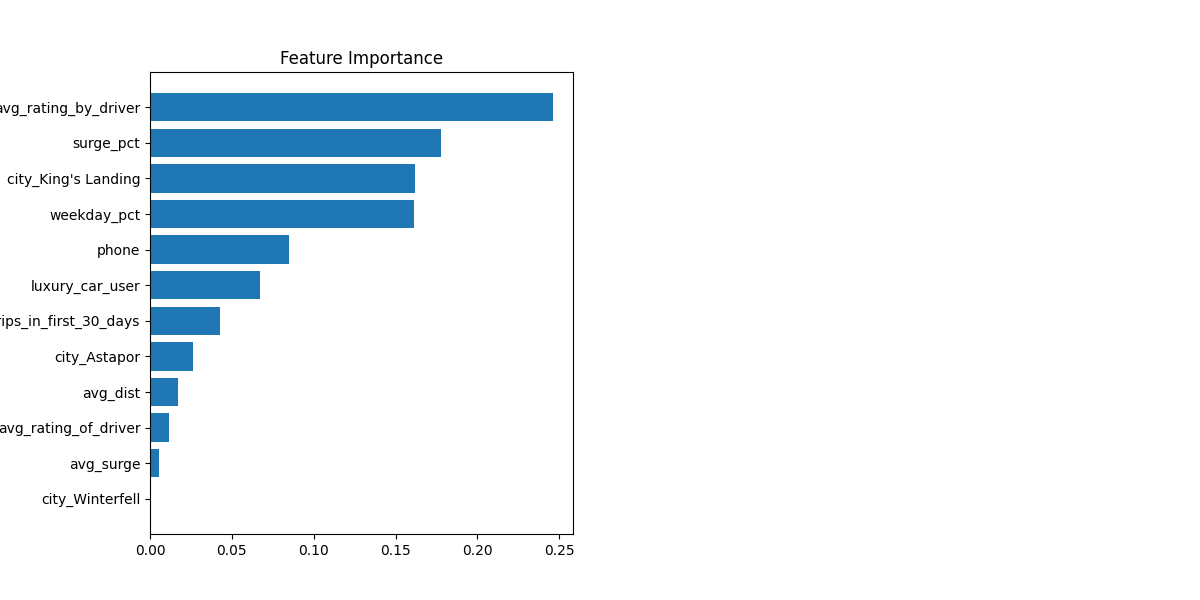 Feature Importance
avg_rating_by_driver
surge_pct
city_King's Landing
weekday_pct
phone
luxury_car_user
rips_in_first_30_days
city_Astapor
avg_dist
avg_rating_of_driver
avg_surge
city_Winterfell
0.00 0.05 0.10 0.15 0.20 0.25